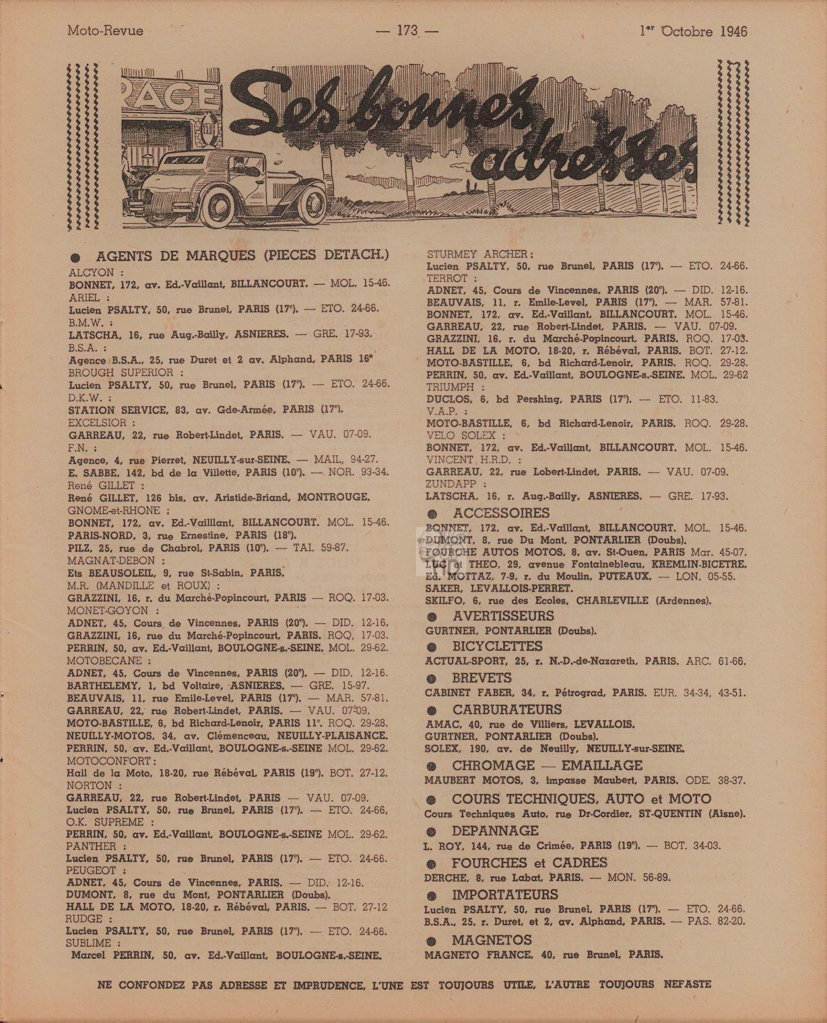 Moto-Revue
— 173 —
1er Octobre 1946
RAGE
Ses bonnes
adresses
● AGENTS DE MARQUES (PIECES DETACH.)
ALCYON :
BONNET, 172, av. Ed.-Vaillant, BILLANCOURT. — MOL. 15-46.
ARIEL :
Lucien PSALTY, 50, rue Brunel, PARIS (17e). — ETO. 24-66.
B.M.W. :
LATSCHA, 16, rue Aug.-Bailly, ASNIERES. — GRE. 17-93.
B.S.A. :
Agence B.S.A., 25, rue Duret et 2 av. Alphand, PARIS 16e
BROUGH SUPERIOR :
Lucien PSALTY, 50, rue Brunel, PARIS (17e). — ETO. 24-66.
D.K.W. :
STATION SERVICE, 83, av. Gde-Armée, PARIS (17e).
EXCELSIOR :
GARREAU, 22, rue Robert-Lindet, PARIS. — VAU. 07-09.
F.N. :
Agence, 4, rue Pierret, NEUILLY-sur-SEINE. — MAIL, 94-27.
E. SABBE, 142, bd de la Villette, PARIS (10e). — NOR. 93-34.
René GILLET :
René GILLET, 126 bis, av. Aristide-Briand, MONTROUGE.
GNOME-et-RHONE :
BONNET, 172, av. Ed.-Vailllant, BILLANCOURT. MOL. 15-46.
PARIS-NORD, 3, rue Ernestine, PARIS (18e).
PILZ, 25, rue de Chabrol, PARIS (10e). — TAI. 59-87.
MAGNAT-DEBON :
Ets BEAUSOLEIL, 9, rue St-Sabin, PARIS.
M.R. (MANDILLE et ROUX) :
GRAZZINI, 16, r. du Marché-Popincourt, PARIS — ROQ. 17-03.
MONET-GOYON :
ADNET, 45, Cours de Vincennes, PARIS (20e). — DID. 12-16.
GRAZZINI, 16, rue du Marché-Popincourt, PARIS. ROQ. 17-03.
PERRIN, 50, av. Ed.-Vaillant, BOULOGNE-s.-SEINE. MOL. 29-62.
MOTOBECANE :
ADNET, 45, Cours de Vincennes, PARIS (20e). — DID. 12-16.
BARTHELEMY, 1, bd Voltaire, ASNIERES. — GRE. 15-97.
BEAUVAIS, 11, rue Emile-Level, PARIS (17e). — MAR. 57-81.
GARREAU, 22, rue Robert-Lindet, PARIS. — VAU. 07-09.
MOTO-BASTILLE, 6, bd Richard-Lenoir, PARIS 11e. ROQ. 29-28.
NEUILLY-MOTOS, 34, av. Clémenceau, NEUILLY-PLAISANCE.
PERRIN, 50, av. Ed.-Vaillant, BOULOGNE-s.-SEINE MOL. 29-62.
MOTOCONFORT:
Hall de la Moto, 18-20, rue Rébéval, PARIS (19e). BOT. 27-12.
NORTON :
GARREAU, 22, rue Robert-Lindet, PARIS — VAU. 07-09.
Lucien PSALTY, 50, rue Brunel, PARIS (17e). — ETO. 24-66,
O.K. SUPREME :
PERRIN, 50, av. Ed.-Vaillant, BOULOGNE-s.-SEINE MOL. 29-62.
PANTHER :
Lucien PSALTY, 50, rue Brunel, PARIS (17e). — ETO. 24-66.
PEUGEOT :
ADNET, 45, Cours de Vincennes, PARIS. — DID. 12-16.
DUMONT, 8, rue du Mont, PONTARLIER (Doubs).
HALL DE LA MOTO, 18-20, r. Rébéval, PARIS. — BOT. 27-12
RUDGE :
Lucien PSALTY, 50, rue Brunel, PARIS (17e). — ETO. 24-66.
SUBLIME :
Marcel PERRIN, 50, av. Ed.-Vaillant, BOULOGNE-s.-SEINE.
STURMEY ARCHER :
Lucien PSALTY, 50, rue Brunel, PARIS (17e). — ETO. 24-66.
TERROT :
ADNET, 45, Cours de Vincennes, PARIS (20e). — DID. 12-16.
BEAUVAIS, 11, r. Emile-Level, PARIS (17e). — MAR. 57-81.
BONNET, 172, av. Ed.-Vaillant, BILLANCOURT. MOL. 15-46.
GARREAU, 22, rue Robert-Lindet, PARIS. — VAU. 07-09.
GRAZZINI, 16, r. du Marché-Popincourt, PARIS. ROQ. 17-03.
HALL DE LA MOTO, 18-20, r. Rébéval, PARIS. BOT. 27-12.
MOTO-BASTILLE, 6, bd Richard-Lenoir, PARIS. ROQ. 29-28.
PERRIN, 50, av. Ed.-Vaillant, BOULOGNE-s.-SEINE. MOL. 29-62
TRIUMPH :
DUCLOS, 6, bd Pershing, PARIS (17e). — ETO. 11-83.
V.A.P. :
MOTO-BASTILLE, 6, bd Richard-Lenoir, PARIS. ROQ. 29-28.
VELO SOLEX :
BONNET, 172, av. Ed.-Vaillant, BILLANCOURT. MOL. 15-46.
VINCENT H.R.D. :
GARREAU, 22, rue Lobert-Lindet, PARIS. — VAU. 07-09.
ZUNDAPP :
LATSCHA, 16, r. Aug.-Bailly, ASNIERES. — GRE. 17-93.
● ACCESSOIRES
BONNET, 172, av. Ed.-Vaillant, BILLANCOURT. MOL. 15-46.
DUMONT, 8, rue Du Mont, PONTARLIER (Doubs).
FOURCHE AUTOS MOTOS, 8, av. St-Ouen, PARIS Mar. 45-07.
LUC et THEO, 29, avenue Fontainebleau, KREMLIN-BICETRE.
Ed. MOTTAZ, 7-9, r. du Moulin, PUTEAUX. — LON. 05-55.
SAKER, LEVALLOIS-PERRET.
SKILFO, 6, rue des Ecoles, CHARLEVILLE (Ardennes).
● AVERTISSEURS
GURTNER, PONTARLIER (Doubs).
● BICYCLETTES
ACTUAL-SPORT, 25, r. N.-D.-de-Nazareth, PARIS. ARC. 61-66.
● BREVETS
CABINET FABER, 34, r. Pétrograd, PARIS. EUR. 34-34, 43-51.
● CARBURATEURS
AMAC, 40, rue de Villiers, LEVALLOIS.
GURTNER, PONTARLIER (Doubs).
SOLEX, 190, av. de Neuilly, NEUILLY-sur-SEINE.
● CHROMAGE — EMAILLAGE
MAUBERT MOTOS, 3, impasse Maubert, PARIS. ODE. 38-37.
● COURS TECHNIQUES, AUTO et MOTO
Cours Techniques Auto, rue Dr-Cordier, ST-QUENTIN (Aisne).
● DEPANNAGE
L. ROY, 144, rue de Crimée, PARIS (19e). — BOT. 34-03.
● FOURCHES et CADRES
DERCHE, 8, rue Labat, PARIS. — MON. 56-89.
● IMPORTATEURS
Lucien PSALTY, 50, rue Brunel, PARIS (17e). — ETO. 24-66.
B.S.A., 25, r. Duret, et 2, av. Alphand, PARIS. — PAS. 82-20.
● MAGNETOS
MAGNETO FRANCE, 40, rue Brunel, PARIS.
NE CONFONDEZ PAS ADRESSE ET IMPRUDENCE, L'UNE EST TOUJOURS UTILE, L'AUTRE TOUJOURS NEFASTE